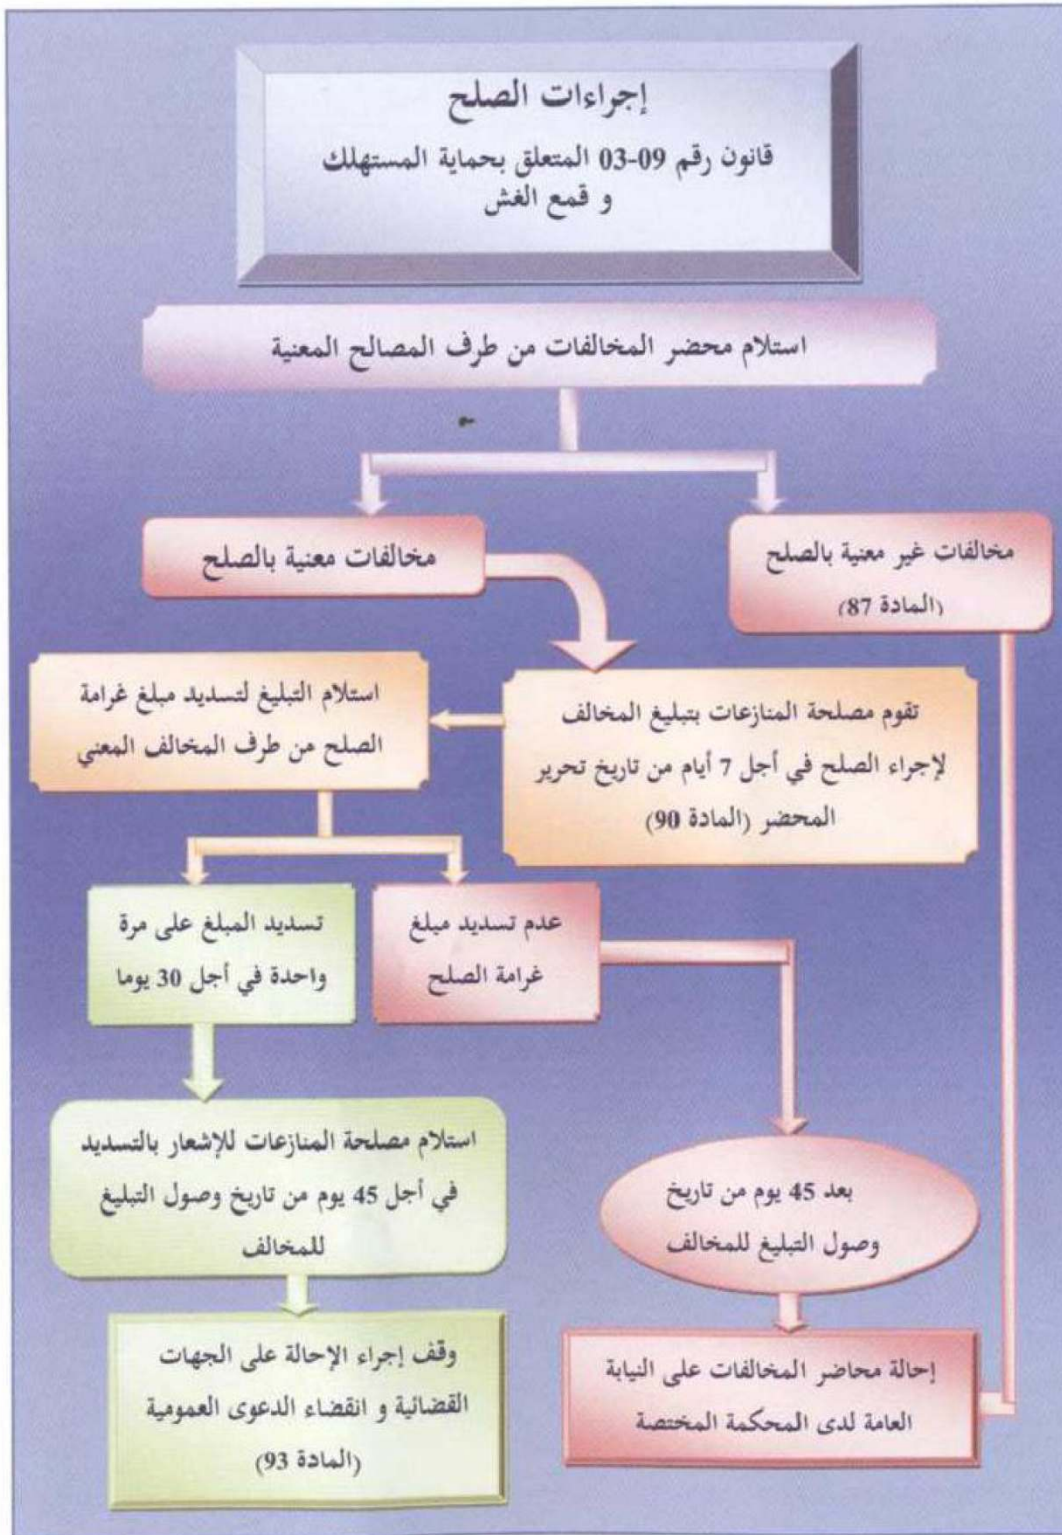 إجراءات الصلح
قانون رقم 09-03 المتعلق بحماية المستهلك
و قمع الغش
استلام محضر المخالفات من طرف المصالح المعنية
مخالفات غير معنية بالصلح
(المادة 87)
مخالفات معنية بالصلح
تقوم مصلحة المنازعات بتبليغ المخالف
لإجراء الصلح في أجل 7 أيام من تاريخ تحرير
المحضر (المادة 90)
استلام التبليغ لتسديد مبلغ غرامة
الصلح من طرف المخالف المعني
عدم تسديد مبلغ
غرامة الصلح
تسديد المبلغ على مرة
واحدة في أجل 30 يوما
بعد 45 يوم من تاريخ
وصول التبليغ للمخالف
استلام مصلحة المنازعات للإشعار بالتسديد
في أجل 45 يوم من تاريخ وصول التبليغ
للمخالف
إحالة محاضر المخالفات على النيابة
العامة لدى المحكمة المختصة
وقف إجراء الإحالة على الجهات
القضائية و انقضاء الدعوى العمومية
(المادة 93)